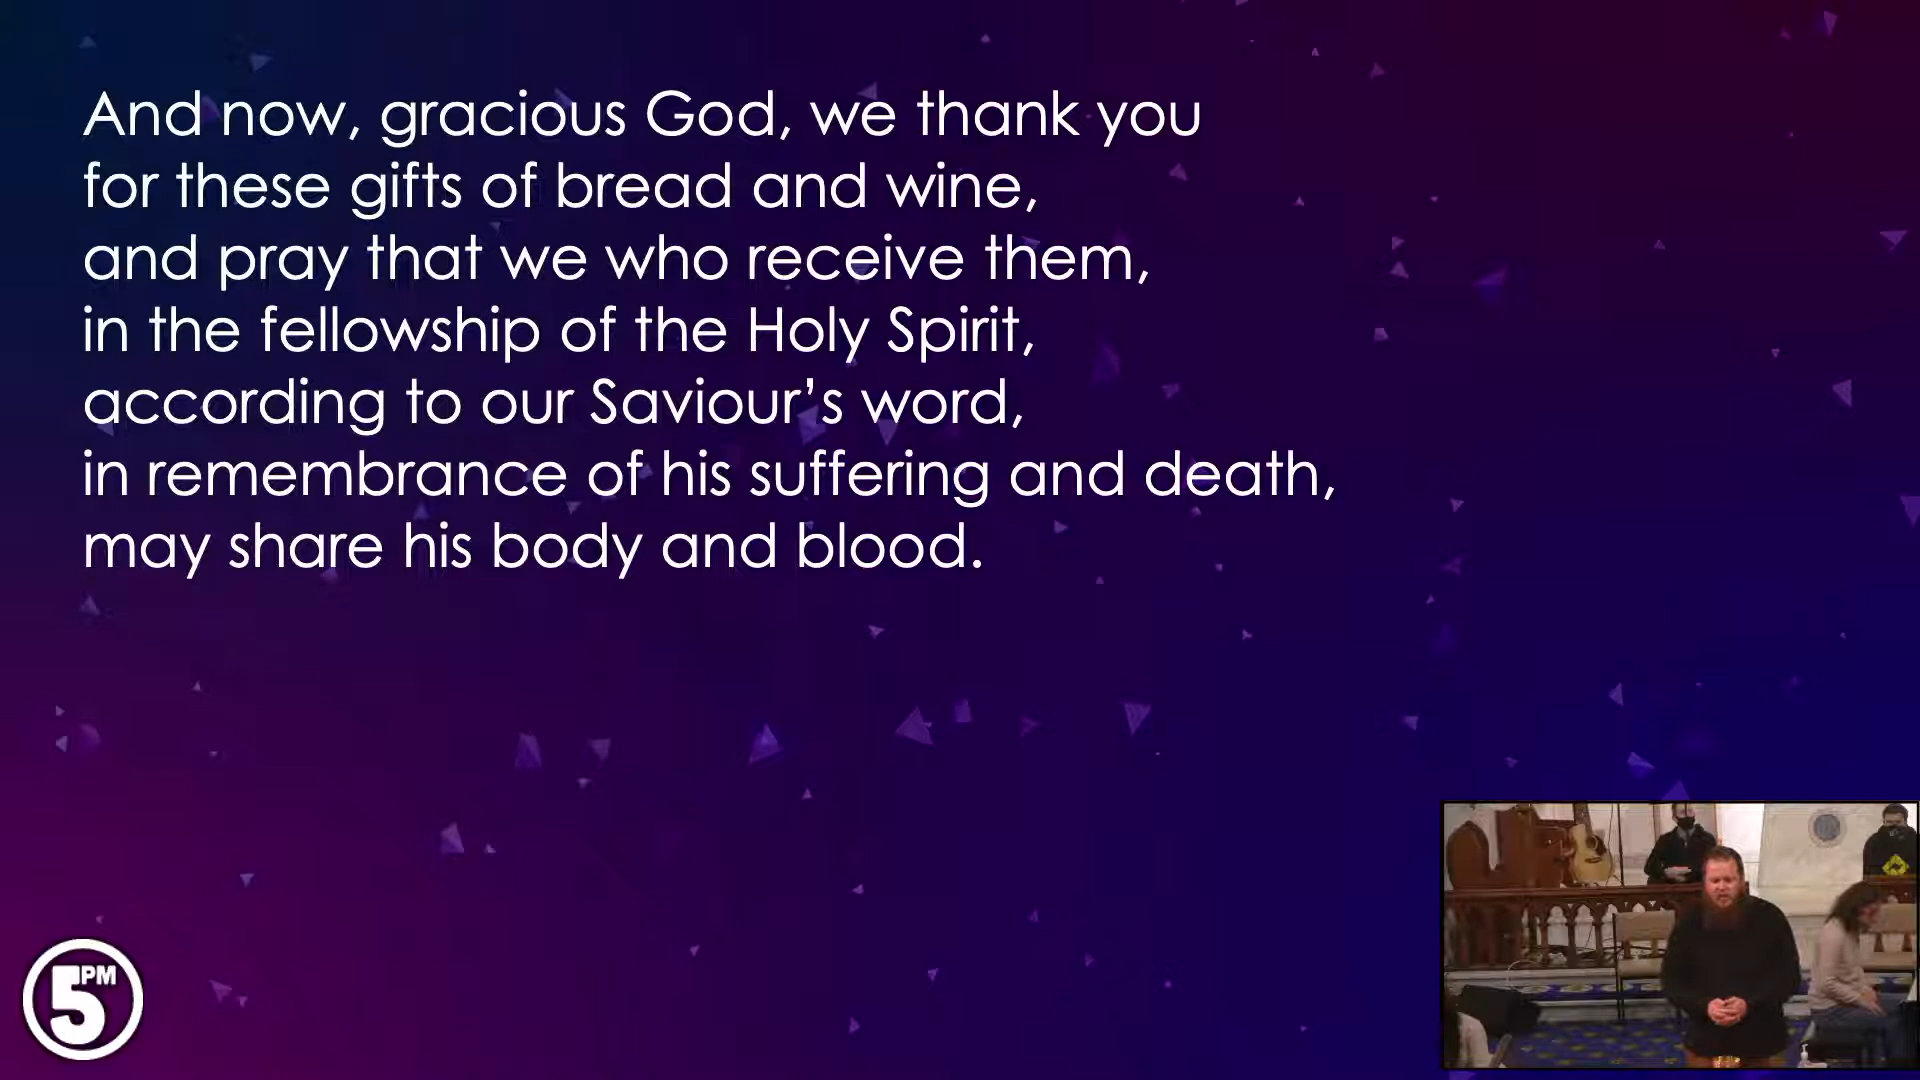 And now, gracious God, we thank you
for these gifts of bread and wine,
and pray that we who receive them,
in the fellowship of the Holy Spirit,
according to our Saviour’s word,
in remembrance of his suffering and death,
may share his body and blood.
5PM